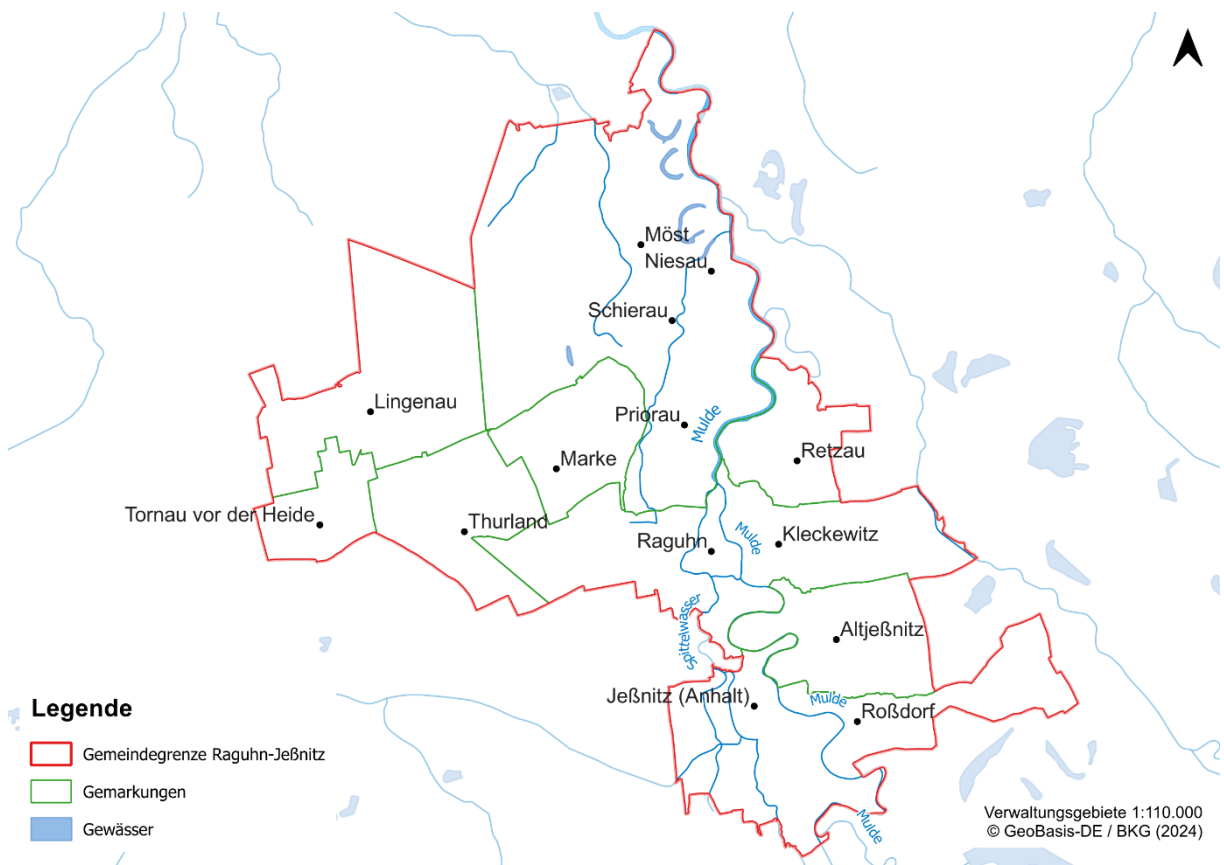 Möst
Niesau
Schierau
Lingenau
Priorau
Mulde
Marke
Retzau
Tornau vor der Heide
Thurland
Raguhn
Mulde
Kleckewitz
Spittelwasser
Altjeßnitz
Jeßnitz (Anhalt)
Mulde
Roßdorf
Legende
Gemeindegrenze Raguhn-Jeßnitz
Gemarkungen
Gewässer
Mulde
Verwaltungsgebiete 1:110.000
© GeoBasis-DE / BKG (2024)